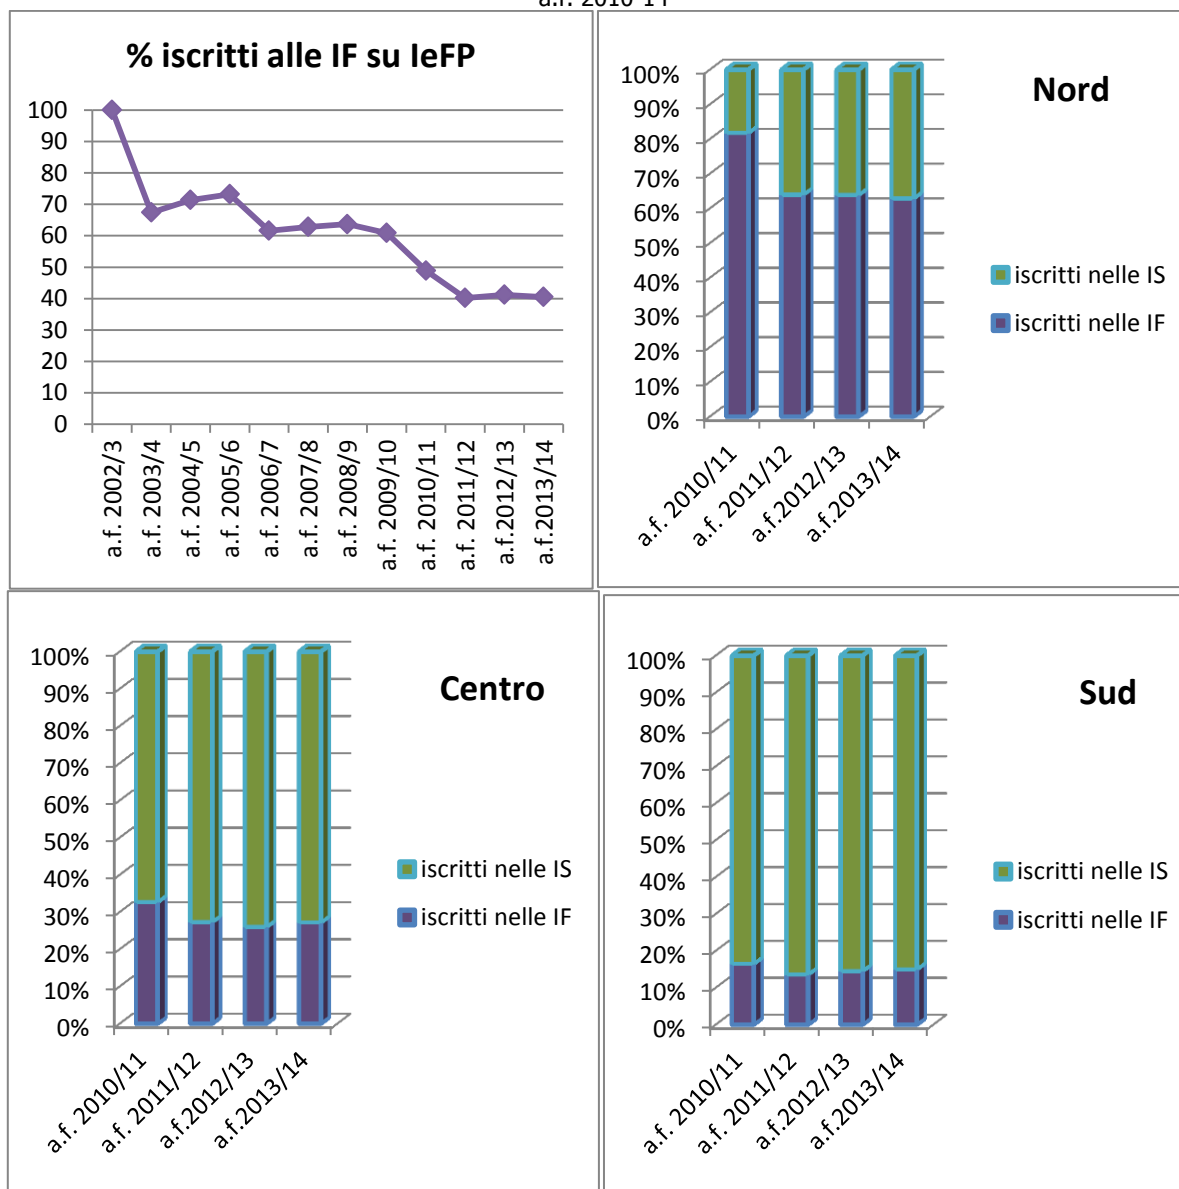 a.f. 2010-14
% iscritti alle IF su IeFP
100
90
80
70
60
50
40
30
20
10
0
a.f. 2002/3
a.f. 2003/4
a.f. 2004/5
a.f. 2005/6
a.f. 2006/7
a.f. 2007/8
a.f. 2008/9
a.f. 2009/10
a.f. 2010/11
a.f. 2011/12
a.f.2012/13
a.f.2013/14
Nord
100%
90%
80%
70%
60%
50%
40%
30%
20%
10%
0%
iscritti nelle IS
iscritti nelle IF
a.f. 2010/11
a.f. 2011/12
a.f.2012/13
a.f.2013/14
Centro
100%
90%
80%
70%
60%
50%
40%
30%
20%
10%
0%
iscritti nelle IS
iscritti nelle IF
a.f. 2010/11
a.f. 2011/12
a.f.2012/13
a.f.2013/14
Sud
100%
90%
80%
70%
60%
50%
40%
30%
20%
10%
0%
iscritti nelle IS
iscritti nelle IF
a.f. 2010/11
a.f. 2011/12
a.f.2012/13
a.f.2013/14